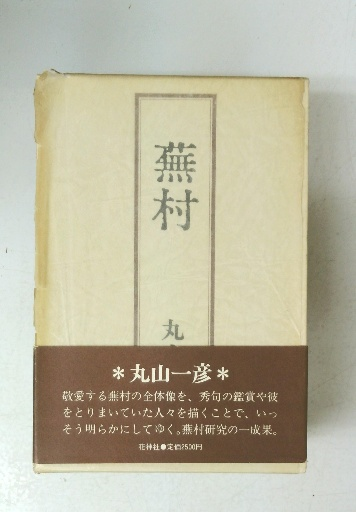 蕪村
丸
＊丸山一彦＊
敬愛する蕪村の全体像を、秀句の鑑賞や彼
をとりまいていた人々を描くことで、いっ
そう明らかにしてゆく。蕪村研究の一成果。
花神社●定価2500円